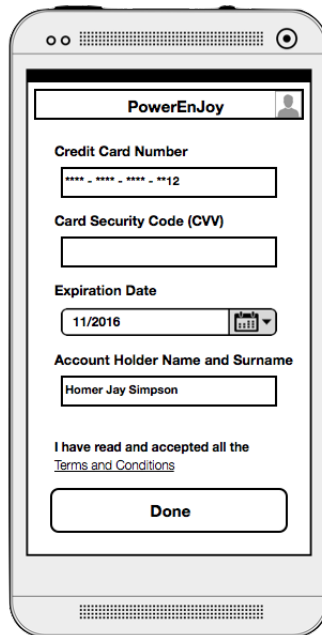 PowerEnJoy
Credit Card Number
**** - **** - **** - **12
Card Security Code (CVV)
Expiration Date
11/2016
Account Holder Name and Surname
Homer Jay Simpson
I have read and accepted all the
Terms and Conditions
Done